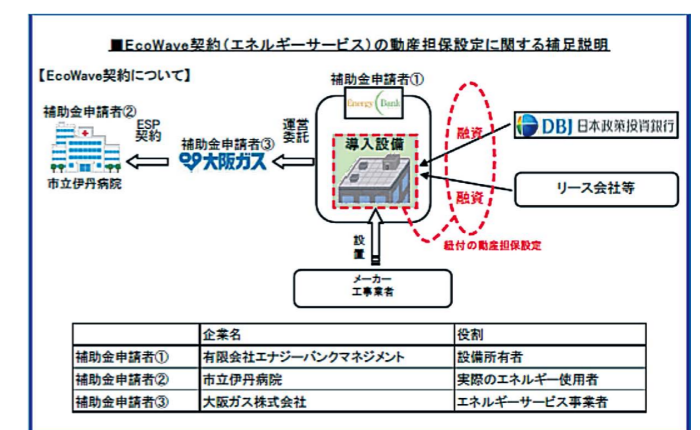 ■EcoWave契約(エネルギーサービス)の動産担保設定に関する補足説明
【EcoWave契約について】
補助金申請者①
Energy Bank
補助金申請者②
ESP
契約
運営
委託
補助金申請者③
大阪ガス
市立伊丹病院
導入設備
融資
DBJ 日本政策投資銀行
融資
リース会社等
紐付の動産担保設定
設
置
メーカー
工事業者
企業名 役割
補助金申請者① 有限会社エナジーバンクマネジメント 設備所有者
補助金申請者② 市立伊丹病院 実際のエネルギー使用者
補助金申請者③ 大阪ガス株式会社 エネルギーサービス事業者